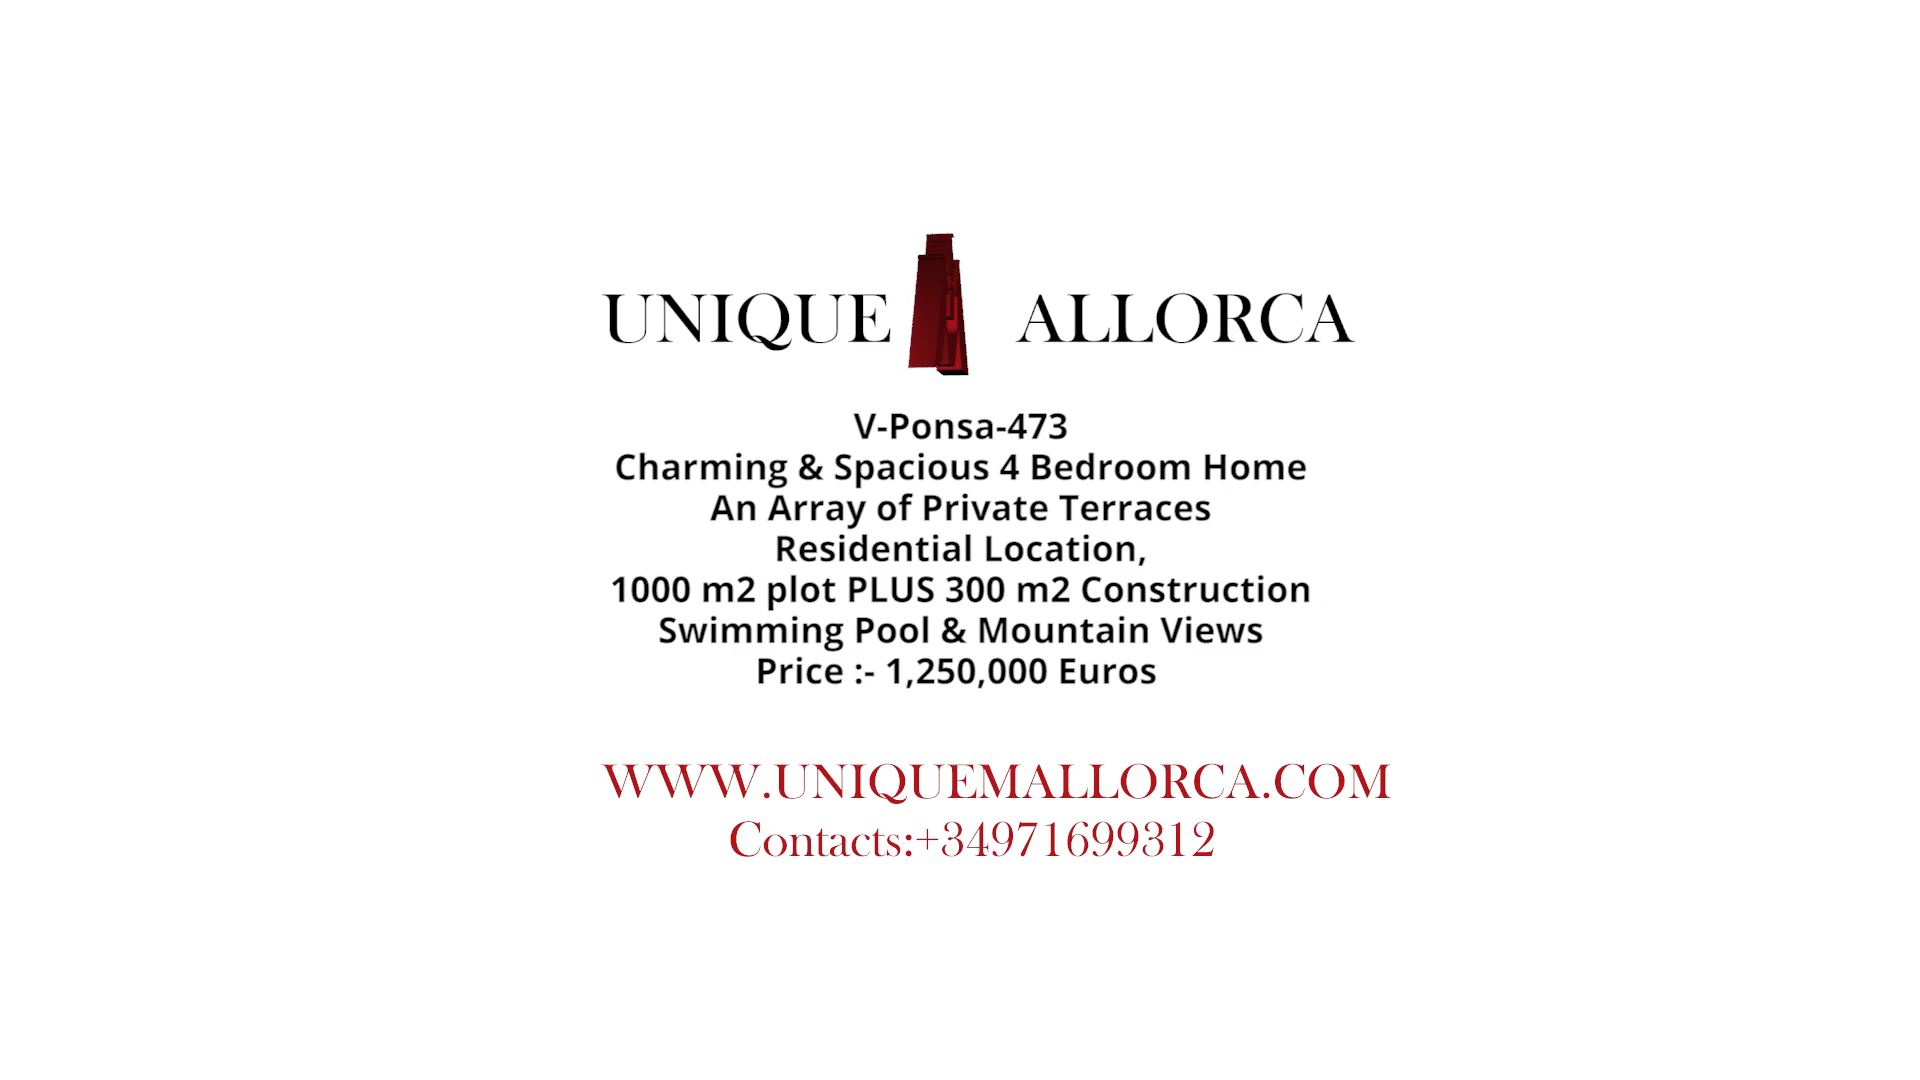 UNIQUE ALLORCA
V-Ponsa-473
Charming & Spacious 4 Bedroom Home
An Array of Private Terraces
Residential Location,
1000 m2 plot PLUS 300 m2 Construction
Swimming Pool & Mountain Views
Price :- 1,250,000 Euros
WWW.UNIQUEMALLORCA.COM
Contacts:+34971699312